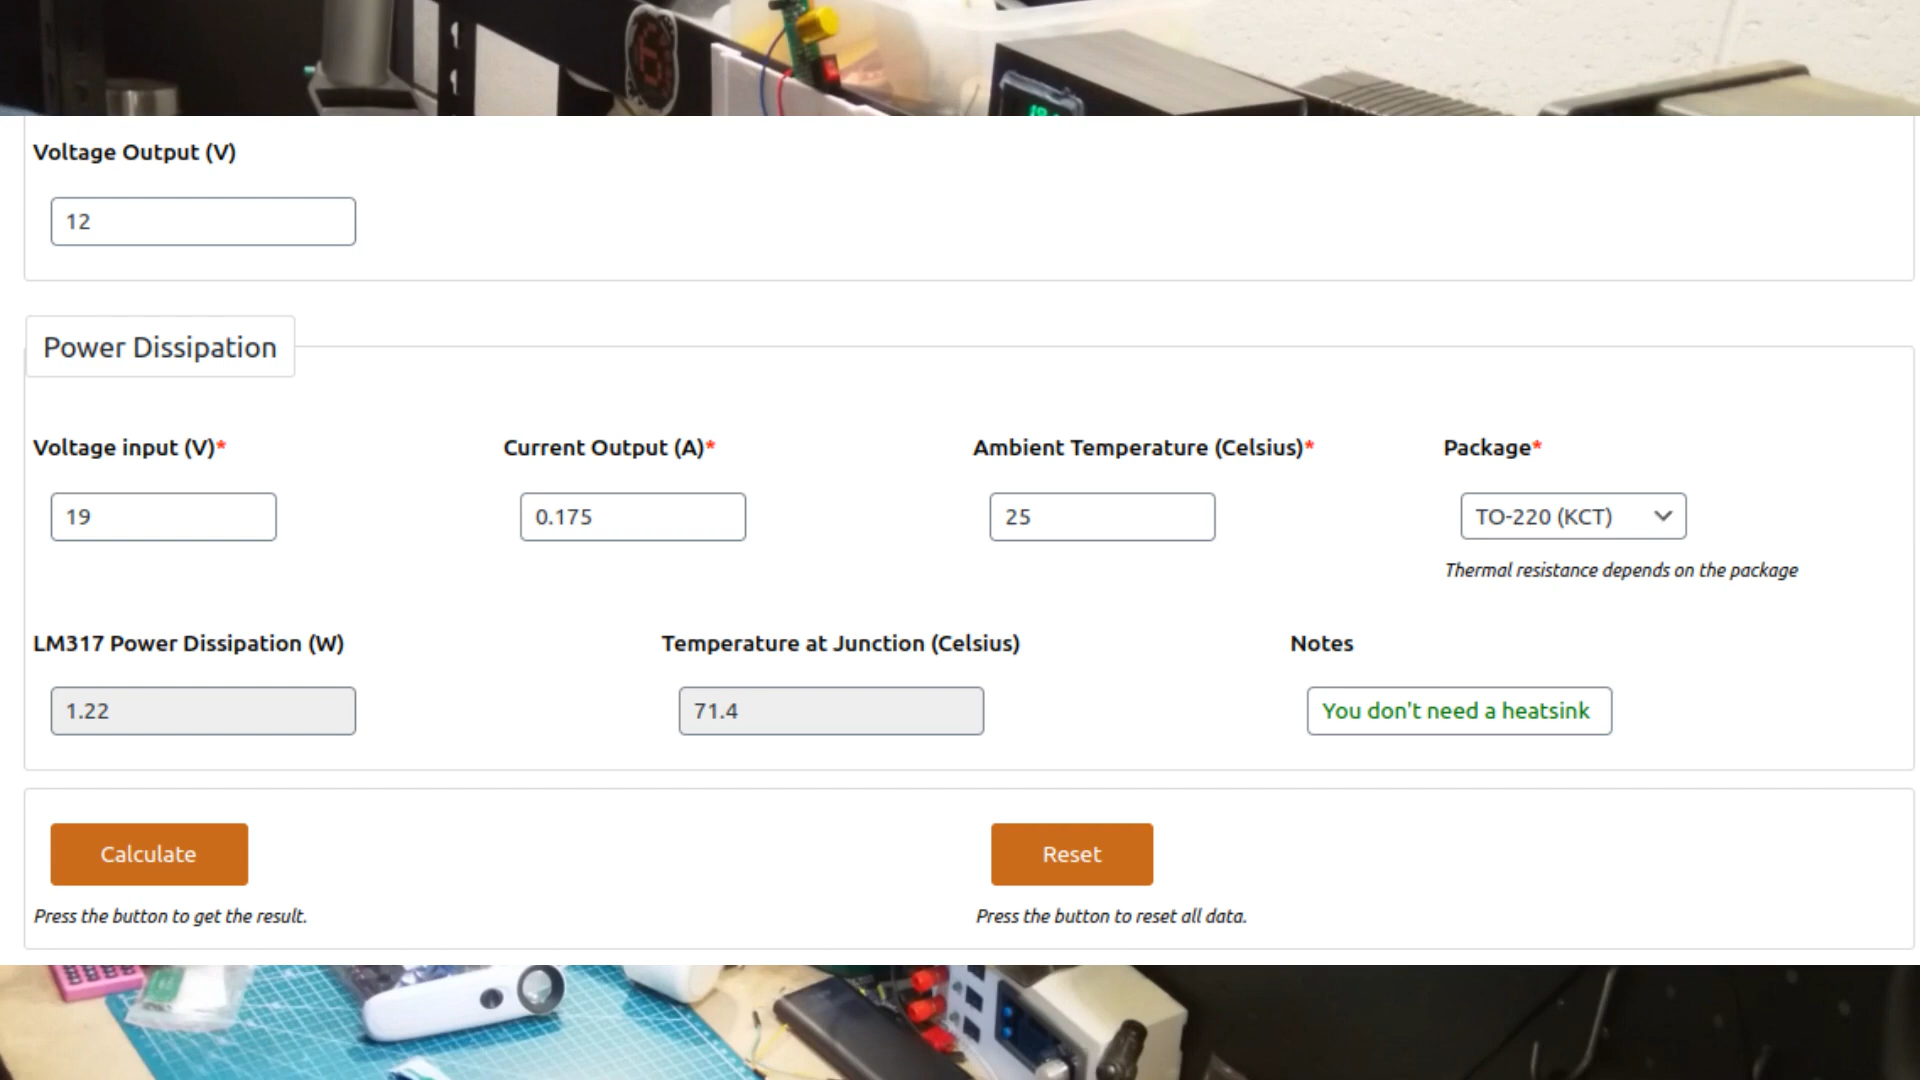 Voltage Output (V)
12
Power Dissipation
Voltage input (V)* Current Output (A)* Ambient Temperature (Celsius)* Package*
19 0.175 25 TO-220 (KCT)
Thermal resistance depends on the package
LM317 Power Dissipation (W) Temperature at Junction (Celsius) Notes
1.22 71.4 You don't need a heatsink
Calculate Reset
Press the button to get the result. Press the button to reset all data.